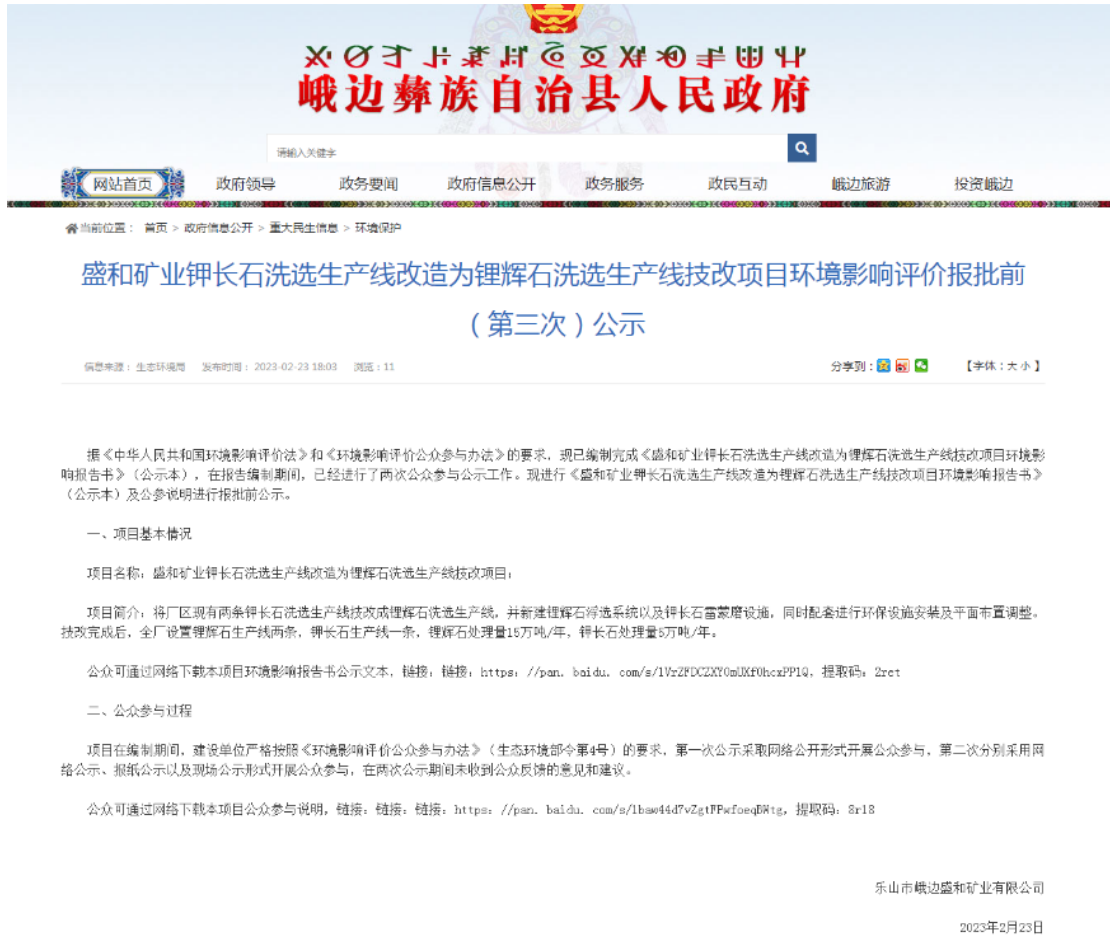 峨边彝族自治县人民政府
请输入关键字
网站首页 政府领导 政务要闻 政府信息公开 政务服务 政民互动 峨边旅游 投资峨边
当前位置： 首页 > 政府信息公开 > 重大民生信息 > 环境保护
盛和矿业钾长石洗选生产线改造为锂辉石洗选生产线技改项目环境影响评价报批前
（第三次）公示
信息来源：生态环境局 发布时间：2023-02-23 18:03 浏览：11 分享到： 【字体：大 小 】
据《中华人民共和国环境影响评价法》和《环境影响评价公众参与办法》的要求，现已编制完成《盛和矿业钾长石洗选生产线改造为锂辉石洗选生产线技改项目环境影
响报告书》（公示本），在报告编制期间，已经进行了两次公众参与公示工作。现进行《盛和矿业钾长石洗选生产线改造为锂辉石洗选生产线技改项目环境影响报告书》
（公示本）及公参说明进行报批前公示。
一、项目基本情况
项目名称：盛和矿业钾长石洗选生产线改造为锂辉石洗选生产线技改项目；
项目简介：将厂区现有两条钾长石洗选生产线技改成锂辉石洗选生产线，并新建锂辉石浮选系统以及钾长石雷蒙磨设施，同时配套进行环保设施安装及平面布置调整。
技改完成后，全厂设置锂辉石生产线两条，钾长石生产线一条，锂辉石处理量15万吨/年，钾长石处理量5万吨/年。
公众可通过网络下载本项目环境影响报告书公示文本，链接：链接：https：//pan. baidu. com/s/1VrZFDCZXY0mUXf0hcxPP1Q，提取码：2ret
二、公众参与过程
项目在编制期间，建设单位严格按照《环境影响评价公众参与办法》（生态环境部令第4号）的要求，第一次公示采取网络公开形式开展公众参与，第二次分别采用网
络公示、报纸公示以及现场公示形式开展公众参与，在两次公示期间未收到公众反馈的意见和建议。
公众可通过网络下载本项目公众参与说明，链接：链接：链接：https：//pan. baidu. com/s/1baw44d7vZgtFPwfoeqBWtg，提取码：8r18
乐山市峨边盛和矿业有限公司
2023年2月23日